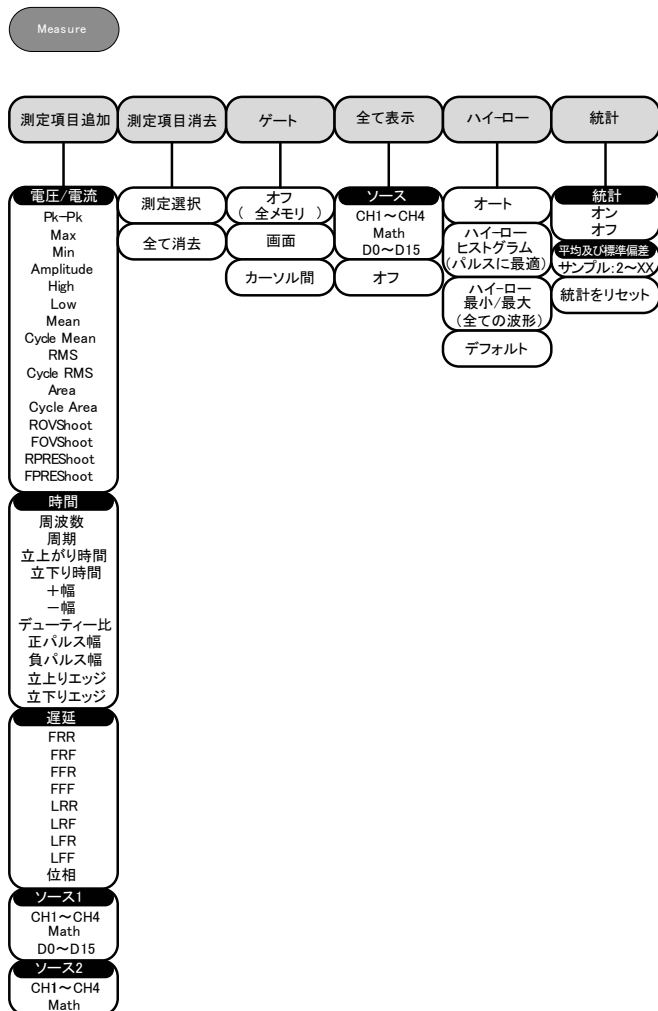 Measure
測定項目追加
測定項目消去
ゲート
全て表示
ハイーロー
統計
電圧/電流
Pk-Pk
Max
Min
Amplitude
High
Low
Mean
Cycle Mean
RMS
Cycle RMS
Area
Cycle Area
ROVShoot
FOVShoot
RPREShoot
FPREShoot
時間
周波数
周期
立上がり時間
立下り時間
＋幅
－幅
デューティー比
正パルス幅
負パルス幅
立上りエッジ
立下りエッジ
遅延
FRR
FRF
FFR
FFF
LRR
LRF
LFR
LFF
位相
ソース1
CH1～CH4
Math
D0～D15
ソース2
CH1～CH4
Math
測定選択
全て消去
オフ
( 全メモリ )
画面
カーソル間
ソース
CH1～CH4
Math
D0～D15
オフ
オート
ハイーロー
ヒストグラム
(パルスに最適)
ハイーロー
最小/最大
(全ての波形)
デフォルト
統計
オン
オフ
平均及び標準偏差
サンプル:2～XX
統計をリセット